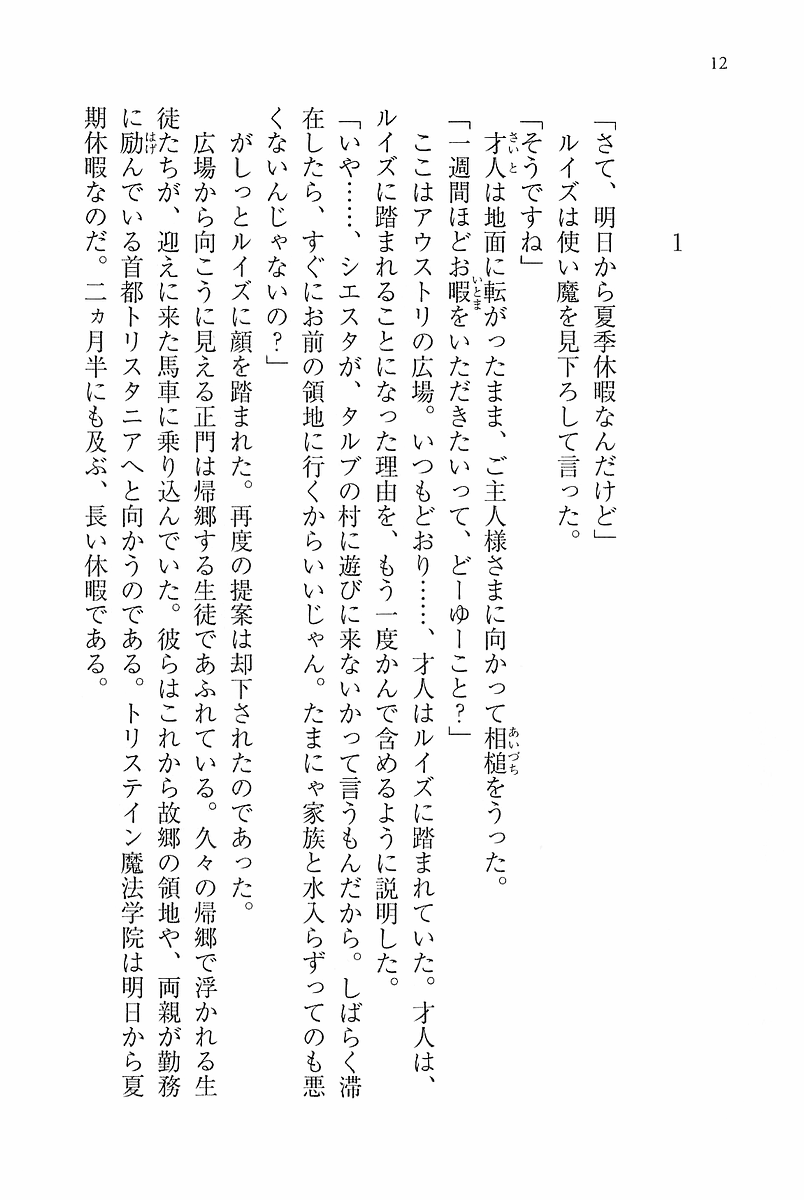 12
1
「さて、明日から夏季休暇なんだけど」
ルイズは使い魔を見下ろして言った。
「そうですね」
才人は地面に転がったまま、ご主人様さまに向かって相槌をうった。
「一週間ほどお暇をいただきたいって、どーゆーこと？」
ここはアウストリの広場。いつもどおり……、才人はルイズに踏まれていた。才人は、
ルイズに踏まれることになった理由を、もう一度かんで含めるように説明した。
「いや……、シエスタが、タルブの村に遊びに来ないかって言うもんだから。しばらく滞
在したら、すぐにお前の領地に行くからいいじゃん。たまにゃ家族と水入らずってのも悪
くないんじゃないの？」
がしっとルイズに顔を踏まれた。再度の提案は却下されたのであった。
広場から向こうに見える正門は帰郷する生徒であふれている。久々の帰郷で浮かれる生
徒たちが、迎えに来た馬車に乗り込んでいた。彼らはこれから故郷の領地や、両親が勤務
に励んでいる首都トリスタニアへと向かうのである。トリステイン魔法学院は明日から夏
期休暇なのだ。二ヵ月半にも及ぶ、長い休暇である。